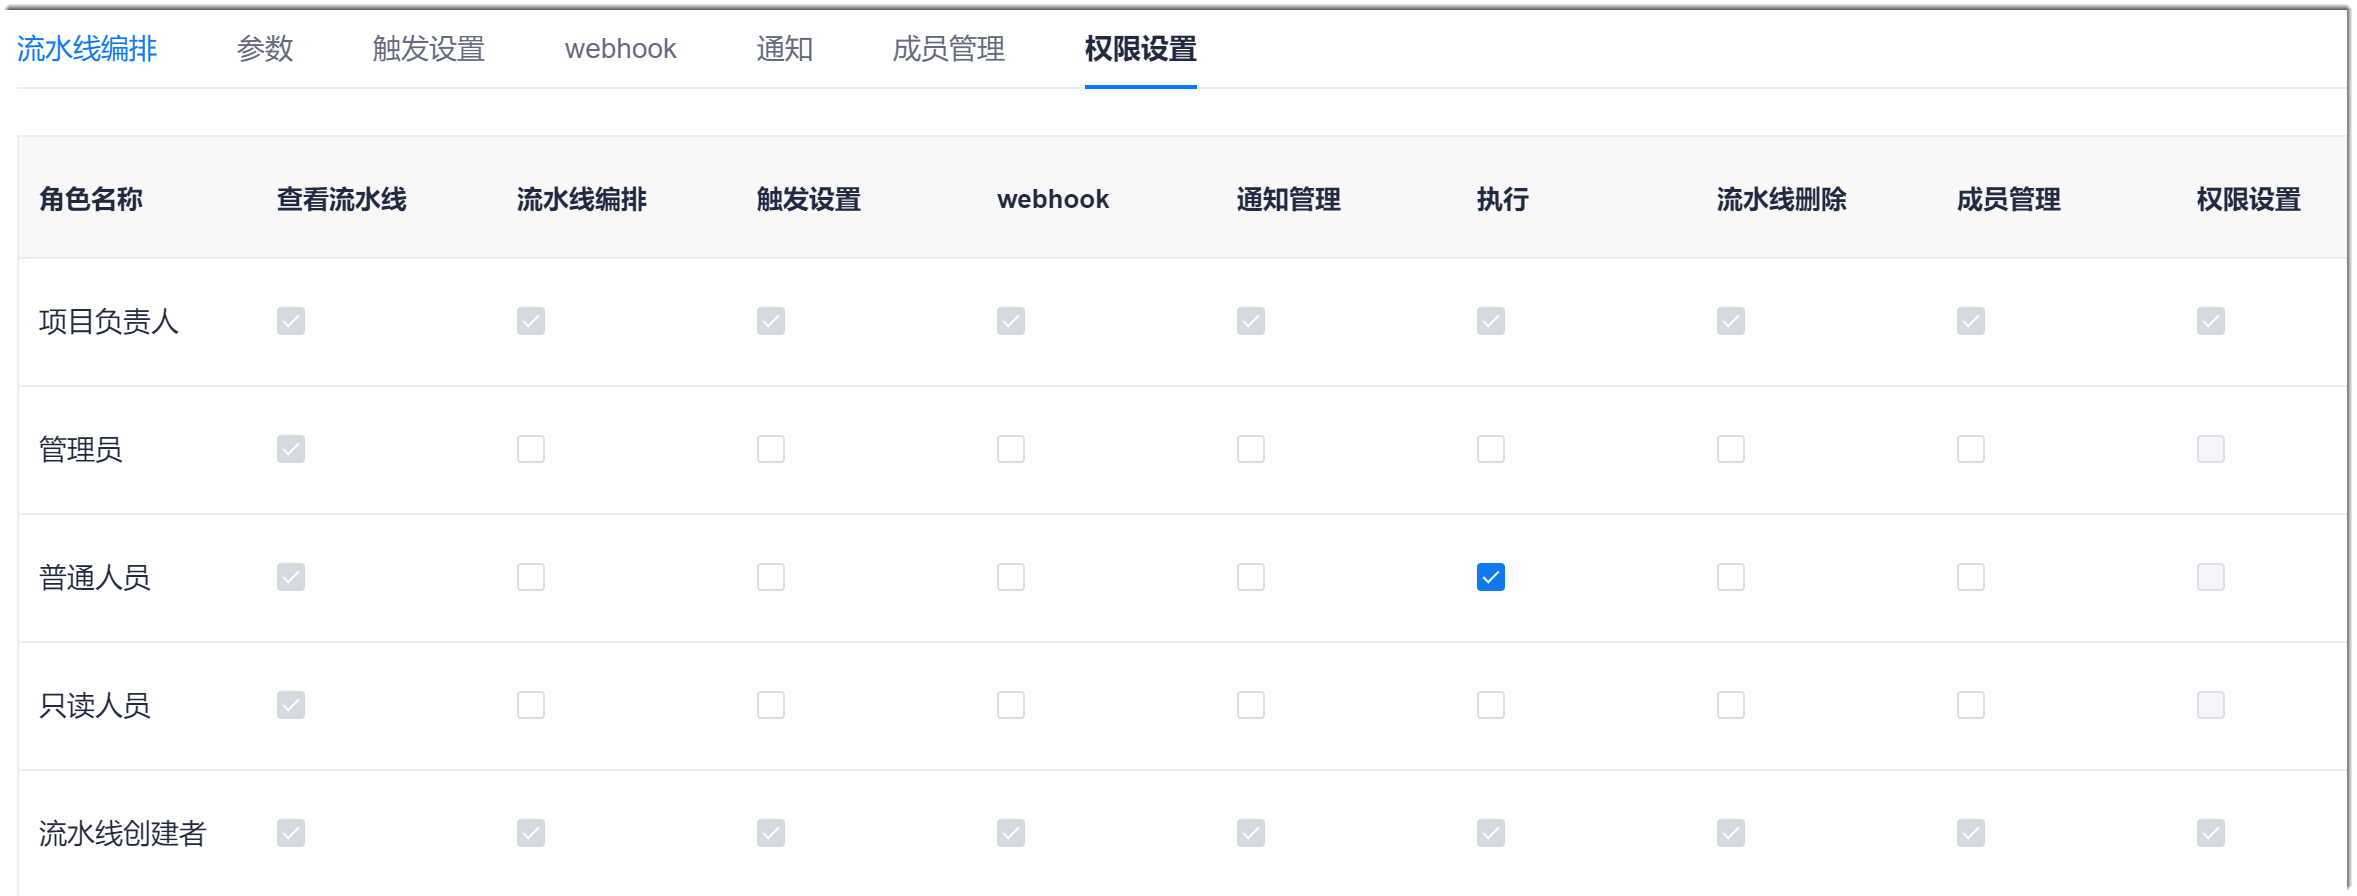 流水线编排 参数 触发设置 webhook 通知 成员管理 权限设置
角色名称 查看流水线 流水线编排 触发设置 webhook 通知管理 执行 流水线删除 成员管理 权限设置
项目负责人
管理员
普通人员
只读人员
流水线创建者